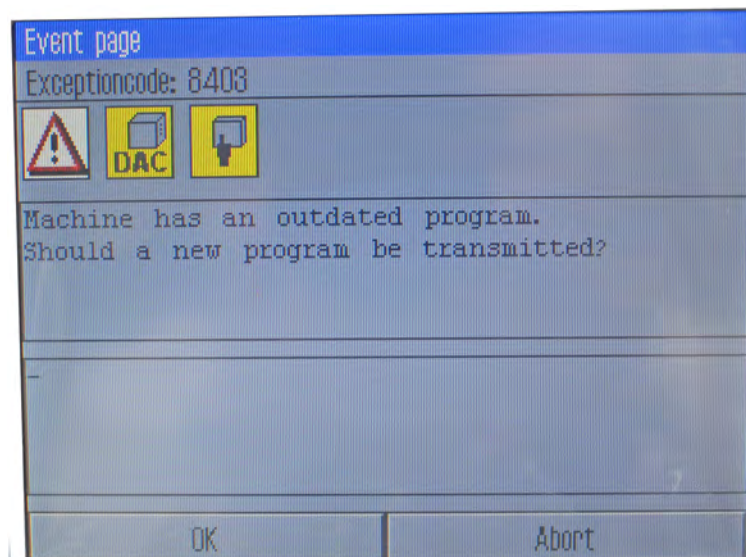 Event page
Exceptioncode: 8403
DAC
Machine has an outdated program.
Should a new program be transmitted?
OK
Abort